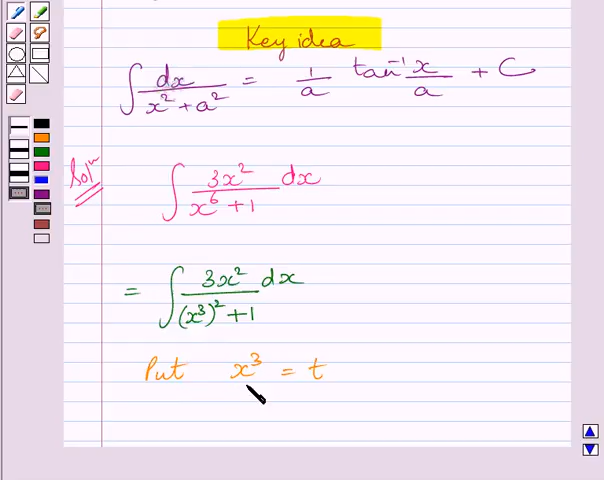 Key idea
∫ dx/(x² + a²) = 1/a tan⁻¹ x/a + C
Solⁿ ∫ 3x²/(x⁶ + 1) dx
= ∫ 3x²/((x³)² + 1) dx
Put x³ = t